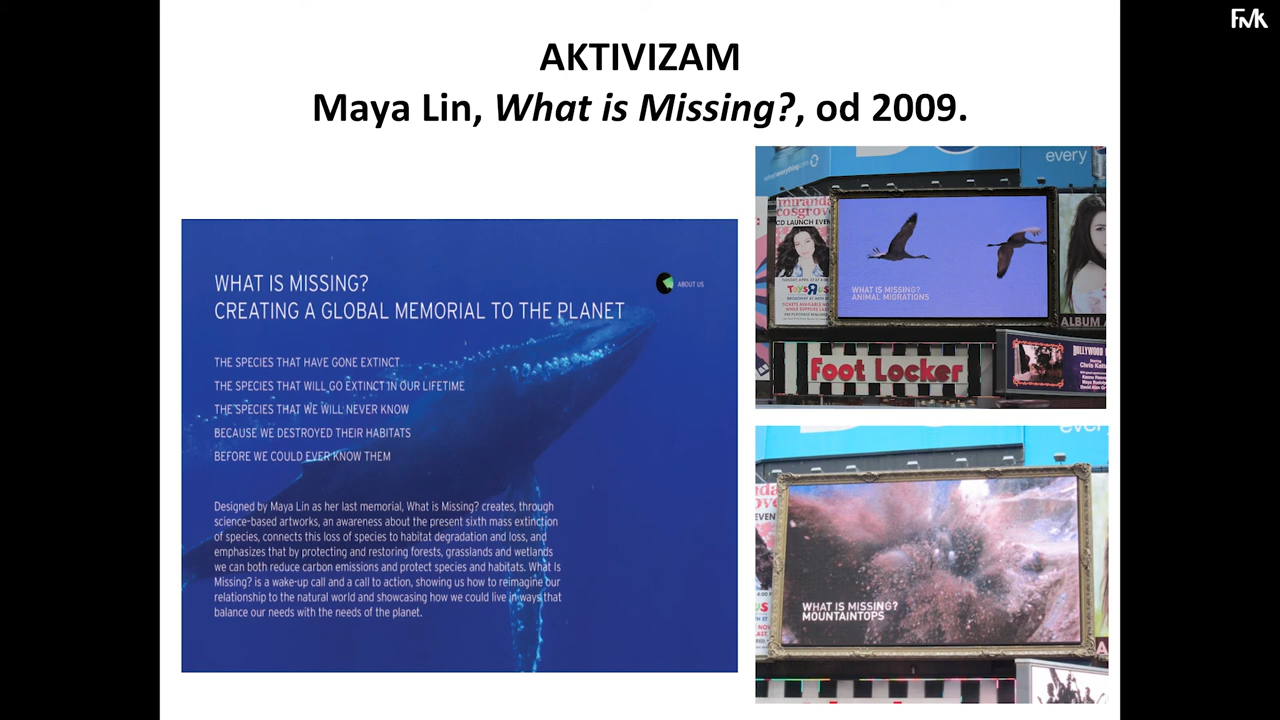 FMK
AKTIVIZAM
Maya Lin, What is Missing?, od 2009.
WHAT IS MISSING?
CREATING A GLOBAL MEMORIAL TO THE PLANET
ABOUT US
THE SPECIES THAT HAVE GONE EXTINCT
THE SPECIES THAT WILL GO EXTINCT IN OUR LIFETIME
THE SPECIES THAT WE WILL NEVER KNOW
BECAUSE WE DESTROYED THEIR HABITATS
BEFORE WE COULD EVER KNOW THEM
Designed by Maya Lin as her last memorial, What is Missing? creates, through
science-based artworks, an awareness about the present sixth mass extinction
of species, connects this loss of species to habitat degradation and loss, and
emphasizes that by protecting and restoring forests, grasslands and wetlands
we can both reduce carbon emissions and protect species and habitats. What Is
Missing? is a wake-up call and a call to action, showing us how to reimagine our
relationship to the natural world and showcasing how we could live in ways that
balance our needs with the needs of the planet.
every
miranda
cosgrove
CD LAUNCH EVEN
TOYSRUS
WHAT IS MISSING?
ANIMAL MIGRATIONS
ALBUM A
Foot Locker
BOLLYWOOD
Chris Katt
every
EVEN
WHAT IS MISSING?
MOUNTAINTOPS